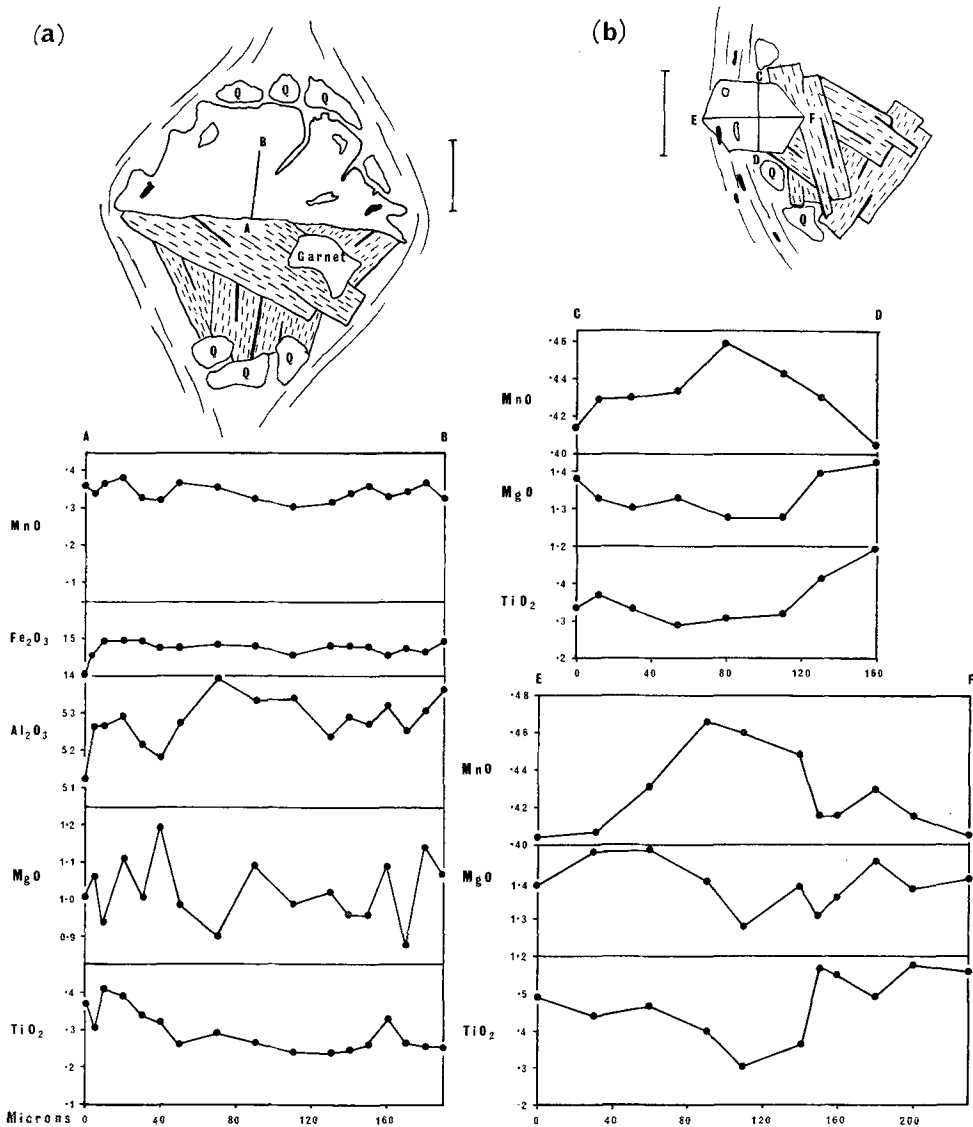 (a)
Q Q Q
B
A
Garnet
Q Q
Q
A B
MnO
·4
·3
·2
·1
Fe₂O₃
15
14
Al₂O₃
53
52
51
MgO
1·2
1·1
1·0
0·9
TiO₂
·4
·3
·2
·1
Microns 0 40 80 120 160
(b)
C
E F
D
Q
Q
C D
MnO
·46
·44
·42
·40
MgO
1·4
1·3
1·2
TiO₂
·4
·3
·2
0 40 80 120 160
E F
MnO
·48
·46
·44
·42
·40
MgO
1·4
1·3
1·2
TiO₂
·5
·4
·3
·2
0 40 80 120 160 200